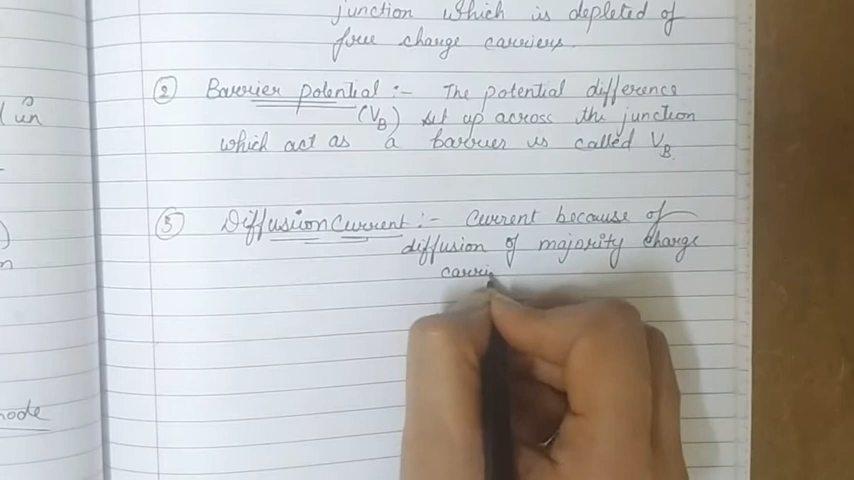 junction which is depleted of
free charge carriers.
② Barrier potential :- The potential difference
(V_B) set up across the junction
which act as a barrier is called V_B
③ Diffusion Current :- Current because of
diffusion of majority charge
carri
node